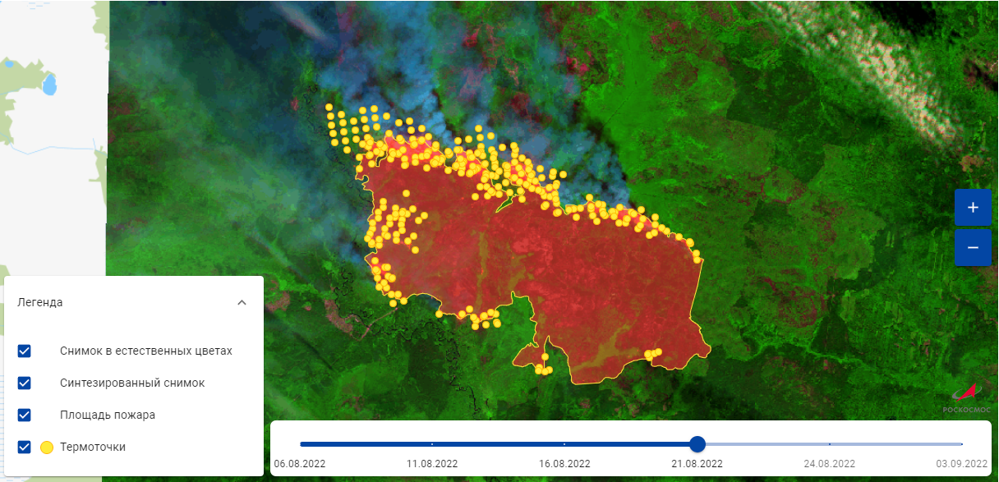 +
−
Легенда
Снимок в естественных цветах
Синтезированный снимок
Площадь пожара
Термоточки
РОСКОСМОС
06.08.2022 11.08.2022 16.08.2022 21.08.2022 24.08.2022 03.09.2022